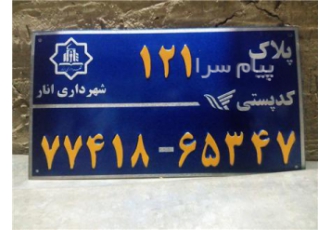 پلاک
پیام سرا ۱۲۱
شهرداری انار
کدپستی
۷۷۴۱۸-۶۵۳۴۷